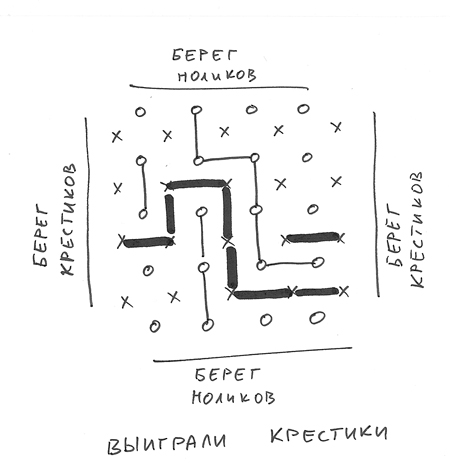 БЕРЕГ
НОЛИКОВ
БЕРЕГ
КРЕСТИКОВ
БЕРЕГ
КРЕСТИКОВ
БЕРЕГ
НОЛИКОВ
ВЫИГРАЛИ КРЕСТИКИ